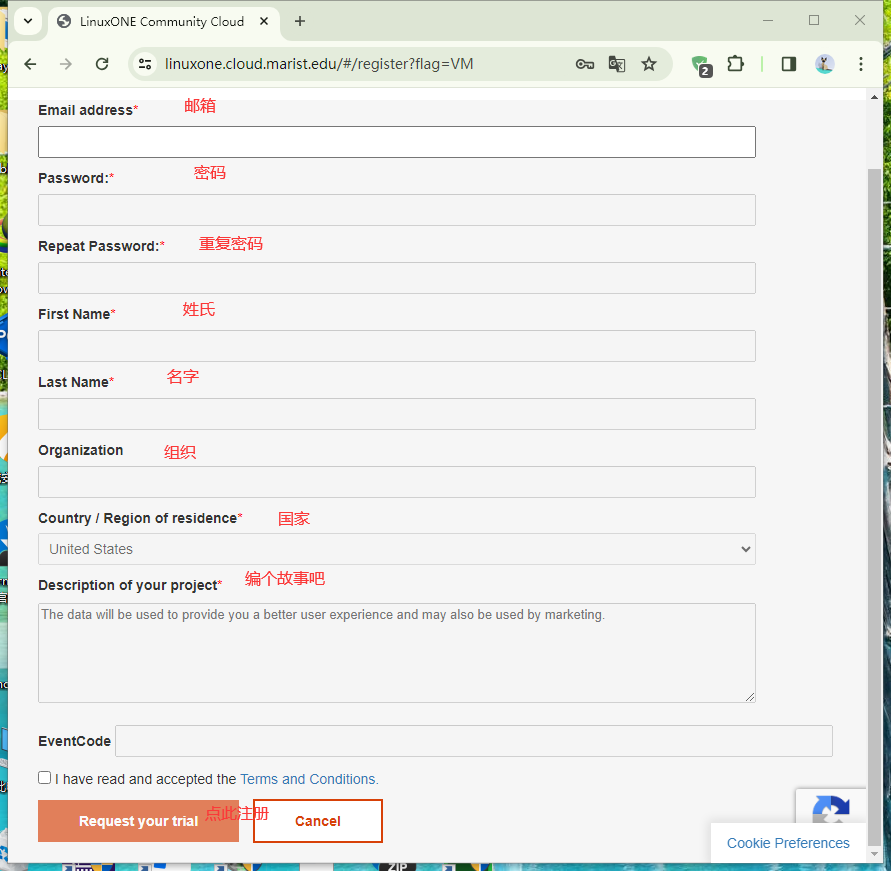 LinuxONE Community Cloud
linuxone.cloud.marist.edu/#/register?flag=VM
2
Email address* 邮箱
Password:* 密码
Repeat Password:* 重复密码
First Name* 姓氏
Last Name* 名字
Organization 组织
Country / Region of residence* 国家
United States
Description of your project* 编个故事吧
The data will be used to provide you a better user experience and may also be used by marketing.
EventCode
I have read and accepted the Terms and Conditions.
Request your trial 点此注册 Cancel
Cookie Preferences
ZIP